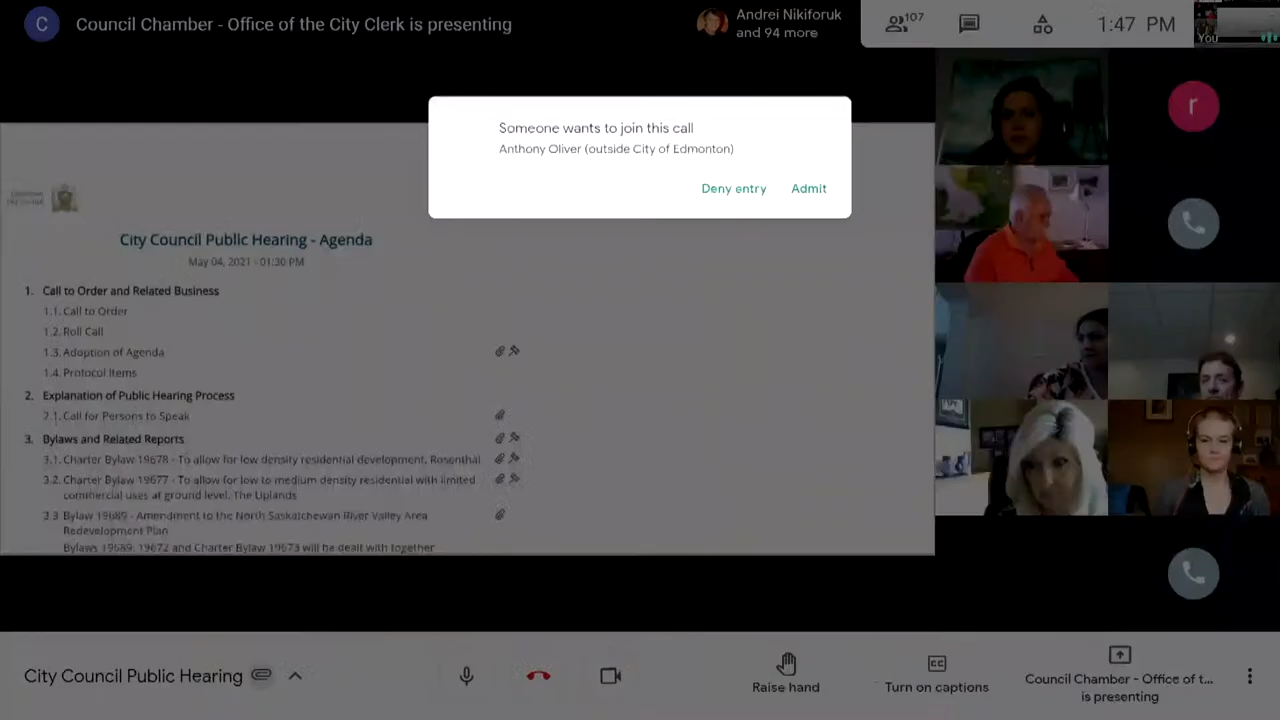 C Council Chamber - Office of the City Clerk is presenting
Andrei Nikiforuk
and 94 more
107
1:47 PM
You
Someone wants to join this call
Anthony Oliver (outside City of Edmonton)
Deny entry Admit
r
City Council Public Hearing - Agenda
May 04, 2021 - 01:30 PM
1. Call to Order and Related Business
1.1. Call to Order
1.2. Roll Call
1.3. Adoption of Agenda
1.4. Protocol Items
2. Explanation of Public Hearing Process
2.1. Call for Persons to Speak
3. Bylaws and Related Reports
3.1. Charter Bylaw 19678 - To allow for low density residential development, Rosenthal
3.2. Charter Bylaw 19677 - To allow for low to medium density residential with limited
commercial uses at ground level, The Uplands
3.3 Bylaw 19689 - Amendment to the North Saskatchewan River Valley Area
Redevelopment Plan
Bylaws 19689, 19672 and Charter Bylaw 19673 will be dealt with together
City Council Public Hearing
Raise hand
CC
Turn on captions
Council Chamber - Office of t...
is presenting